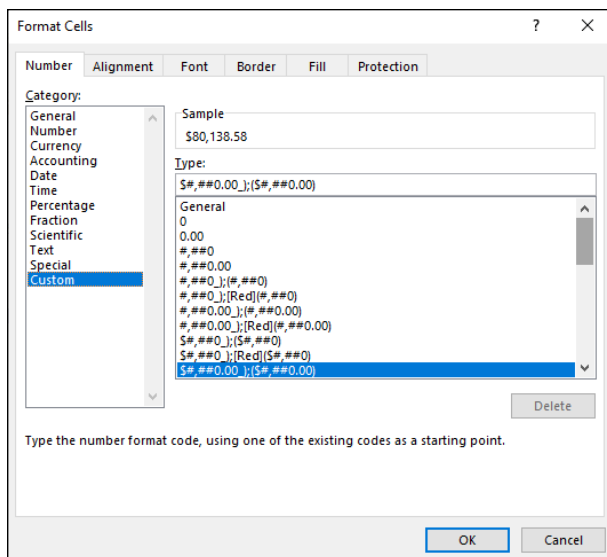 Format Cells
?
Number Alignment Font Border Fill Protection
Category:
General
Number
Currency
Accounting
Date
Time
Percentage
Fraction
Scientific
Text
Special
Custom
Sample
$80,138.58
Type:
$#,##0.00_);($#,##0.00)
General
0
0.00
#,##0
#,##0.00
#,##0_);(#,##0)
#,##0_);[Red](#,##0)
#,##0.00_);(#,##0.00)
#,##0.00_);[Red](#,##0.00)
$#,##0_);($#,##0)
$#,##0_);[Red]($#,##0)
$#,##0.00_);($#,##0.00)
Delete
Type the number format code, using one of the existing codes as a starting point.
OK Cancel